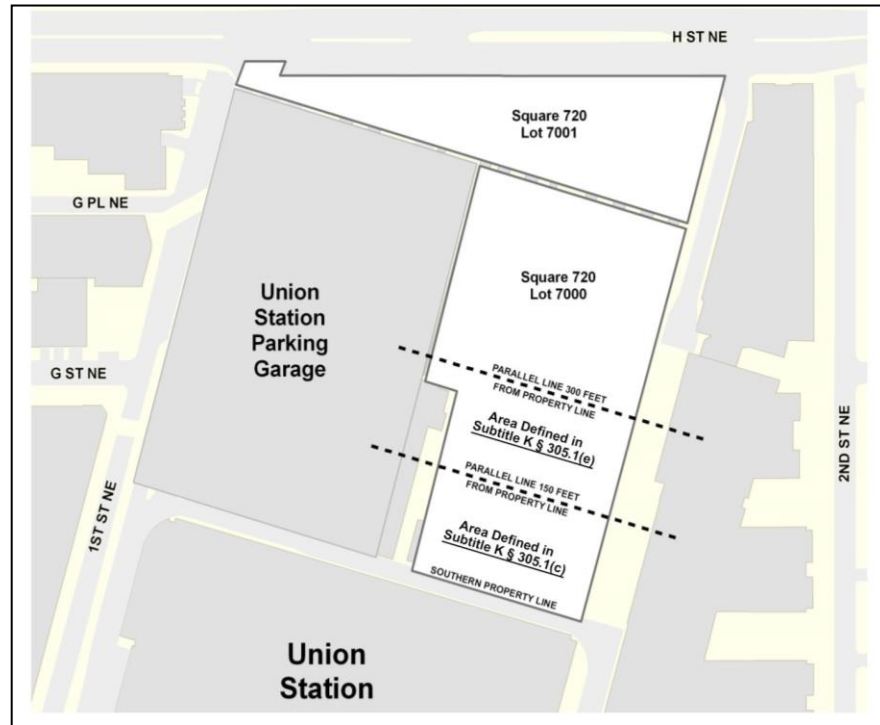 H ST NE
Square 720
Lot 7001
G PL NE
Square 720
Lot 7000
Union
Station
Parking
Garage
G ST NE
PARALLEL LINE 300 FEET
FROM PROPERTY LINE
Area Defined in
Subtitle K § 305.1(e)
2ND ST NE
PARALLEL LINE 150 FEET
FROM PROPERTY LINE
1ST ST NE
Area Defined in
Subtitle K § 305.1(c)
SOUTHERN PROPERTY LINE
Union
Station